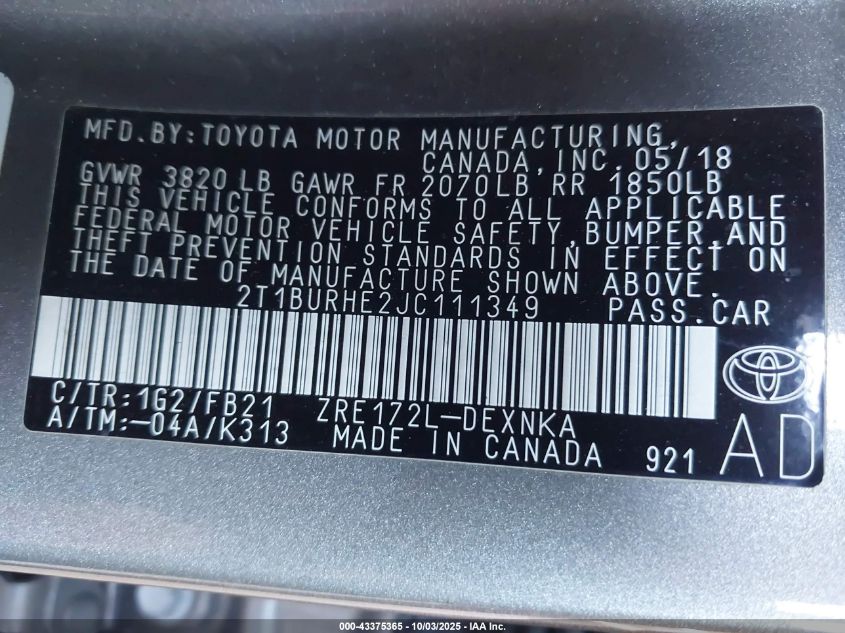 MFD.BY:TOYOTA MOTOR MANUFACTURING,
CANADA,INC. 05/18
GVWR 3820 LB GAWR FR 2070LB RR 1850LB
THIS VEHICLE CONFORMS TO ALL APPLICABLE
FEDERAL MOTOR VEHICLE SAFETY,BUMPER,AND
THEFT PREVENTION STANDARDS IN EFFECT ON
THE DATE OF MANUFACTURE SHOWN ABOVE.
2T1BURHE2JC111349 PASS.CAR
C/TR:1G2/FB21 ZRE172L-DEXNKA
A/TM:-04A/K313 MADE IN CANADA 921 AD
000-43375365 - 10/03/2025 - IAA Inc.